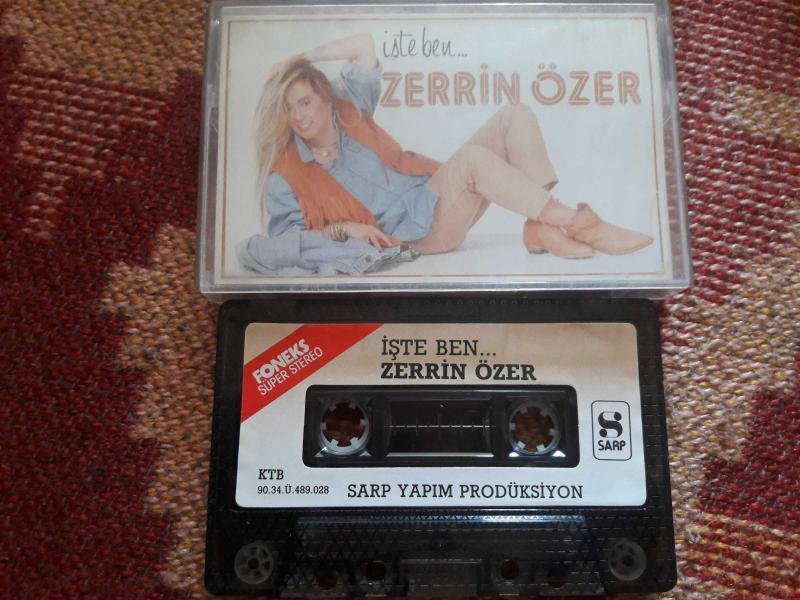 işte ben...
ZERRİN ÖZER
FONEKS
SÜPER STEREO
İŞTE BEN...
ZERRİN ÖZER
S
SARP
KTB
90.34.Ü.489.028
SARP YAPIM PRODÜKSİYON